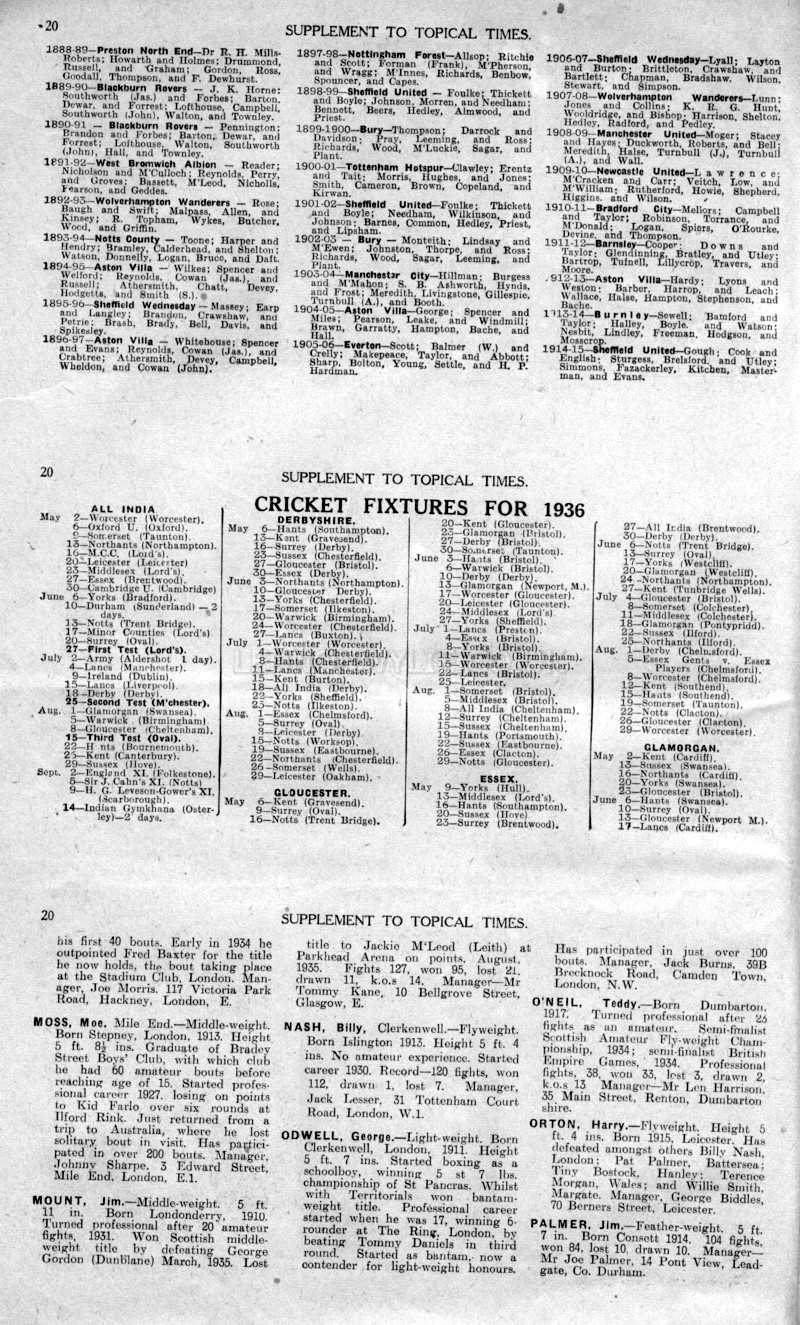 20
SUPPLEMENT TO TOPICAL TIMES.
1888-89—Preston North End—Dr R. H. Mills-
Roberts; Howarth and Holmes; Drummond,
Russell, and Graham; Gordon, Ross,
Goodall, Thompson, and F. Dewhurst.
1889-90—Blackburn Rovers — J. K. Horne:
Southworth (Jas.) and Forbes; Barton,
Dewar, and Forrest; Lofthouse, Campbell,
Southworth (John), Walton, and Townley.
1890-91 — Blackburn Rovers — Pennington;
Brandon and Forbes; Barton, Dewar, and
Forrest; Lofthouse, Walton, Southworth
(John), Hall, and Townley.
1891-92—West Bromwich Albion — Reader;
Nicholson and M'Culloch; Reynolds, Perry,
and Groves; Bassett, M'Leod, Nicholls,
Pearson, and Geddes.
1892-93—Wolverhampton Wanderers — Rose;
Baugh and Swift; Malpass, Allen, and
Kinsey; R. Topham, Wykes, Butcher,
Wood, and Griffin.
1893-94—Notts County — Toone; Harper and
Hendry; Bramley, Calderhead, and Shelton;
Watson, Donnelly, Logan, Bruce, and Daft.
1894-95—Aston Villa — Wilkes; Spencer and
Welford; Reynolds, Cowan (Jas.), and
Russell; Athersmith, Chatt, Devey,
Hodgetts, and Smith (S.).
1895-96—Sheffield Wednesday — Massey; Earp
and Langley; Brandon, Crawshaw, and
Petrie; Brash, Brady, Bell, Davis, and
Spikesley.
1896-97—Aston Villa — Whitehouse; Spencer
and Evans; Reynolds, Cowan (Jas.), and
Crabtree; Athersmith, Devey, Campbell,
Wheldon, and Cowan (John).
1897-98—Nottingham Forest—Allsop; Ritchie
and Scott; Forman (Frank), M'Pherson,
and Wragg; M'Innes, Richards, Benbow,
Spouncer, and Capes.
1898-99—Sheffield United — Foulke; Thickett
and Boyle; Johnson, Morren, and Needham;
Bennett, Beers, Hedley, Almwood, and
Priest.
1899-1900—Bury—Thompson; Darrock and
Davidson; Pray, Leeming, and Ross;
Richards, Wood, M'Luckie, Sagar, and
Plant.
1900-01—Tottenham Hotspur—Clawley; Erentz
and Tait; Morris, Hughes, and Jones;
Smith, Cameron, Brown, Copeland, and
Kirwan.
1901-02—Sheffield United—Foulke; Thickett
and Boyle; Needham, Wilkinson, and
Johnson; Barnes, Common, Hedley, Priest,
and Lipsham.
1902-03 — Bury — Monteith; Lindsay and
M'Ewen; Johnston, Thorpe, and Ross;
Richards, Wood, Sagar, Leeming, and
Plant.
1903-04—Manchester City—Hillman; Burgess
and M'Mahon; S. B. Ashworth, Hynds,
and Frost; Meredith, Livingstone, Gillespie,
Turnbull (A.), and Booth.
1904-05—Aston Villa—George; Spencer and
Miles; Pearson, Leake, and Windmill;
Brawn, Garratty, Hampton, Bache, and
Hall.
1905-06—Everton—Scott; Balmer (W.) and
Crelly; Makepeace, Taylor, and Abbott;
Sharp, Bolton, Young, Settle, and H. P.
Hardman.
1906-07—Sheffield Wednesday—Lyall; Layton
and Burton; Brittleton, Crawshaw, and
Bartlett; Chapman, Bradshaw, Wilson,
Stewart, and Simpson.
1907-08—Wolverhampton Wanderers—Lunn;
Jones and Collins; K. R. G. Hunt,
Wooldridge, and Bishop; Harrison, Shelton,
Hedley, Radford, and Pedley.
1908-09—Manchester United—Moger; Stacey
and Hayes; Duckworth, Roberts, and Bell;
Meredith, Halse, Turnbull (J.), Turnbull
(A.), and Wall.
1909-10—Newcastle United—Lawrence;
M'Cracken and Carr; Veitch, Low, and
M'William; Rutherford, Howie, Shepherd,
Higgins, and Wilson.
1910-11—Bradford City—Mellors; Campbell
and Taylor; Robinson, Torrance, and
M'Donald; Logan, Spiers, O'Rourke,
Devine, and Thompson.
1911-12—Barnsley—Cooper; Downs and
Taylor; Glendinning, Bratley, and Utley;
Bartrop, Tufnell, Lillycrop, Travers, and
Moore.
1912-13—Aston Villa—Hardy; Lyons and
Weston; Barber, Harrop, and Leach;
Wallace, Halse, Hampton, Stephenson, and
Bache.
1913-14—Burnley—Sewell; Bamford and
Taylor; Halley, Boyle, and Watson;
Nesbit, Lindley, Freeman, Hodgson, and
Mosscrop.
1914-15—Sheffield United—Gough; Cook and
English; Sturgess, Brelsford, and Utley;
Simmons, Fazackerley, Kitchen, Master-
man, and Evans.
20
SUPPLEMENT TO TOPICAL TIMES.
CRICKET FIXTURES FOR 1936
ALL INDIA
May 2—Worcester (Worcester).
6—Oxford U. (Oxford).
9—Somerset (Taunton).
13—Northants (Northampton).
16—M.C.C. (Lord's).
20—Leicester (Leicester)
23—Middlesex (Lord's).
27—Essex (Brentwood).
30—Cambridge U. (Cambridge)
June 6—Yorks (Bradford).
10—Durham (Sunderland)—2
days.
13—Notts (Trent Bridge).
17—Minor Counties (Lord's)
20—Surrey (Oval).
27—First Test (Lord's).
July 2—Army (Aldershot 1 day).
4—Lancs (Manchester).
9—Ireland (Dublin).
15—Lancs (Liverpool).
18—Derby (Derby).
25—Second Test (M'chester).
Aug. 1—Glamorgan (Swansea).
5—Warwick (Birmingham)
8—Gloucester (Cheltenham).
15—Third Test (Oval).
22—Hants (Bournemouth).
25—Kent (Canterbury).
29—Sussex (Hove).
Sept. 2—England XI. (Folkestone).
5—Sir J. Cahn's XI. (Notts)
9—H. G. Leveson-Gower's XI.
(Scarborough).
14—Indian Gymkhana (Oster-
ley)—2 days.
DERBYSHIRE.
May 6—Hants (Southampton).
13—Kent (Gravesend).
16—Surrey (Derby).
23—Sussex (Chesterfield).
27—Gloucester (Bristol).
30—Essex (Derby).
June 3—Northants (Northampton).
10—Gloucester Derby).
13—Yorks (Chesterfield).
17—Somerset (Ilkeston).
20—Warwick (Birmingham).
24—Worcester (Chesterfield).
27—Lancs (Buxton).
July 1—Worcester (Worcester).
4—Warwick (Chesterfield).
8—Hants (Chesterfield).
11—Lancs (Manchester).
15—Kent (Burton).
18—All India (Derby).
22—Yorks (Sheffield).
25—Notts (Ilkeston).
Aug. 1—Essex (Chelmsford).
5—Surrey (Oval).
8—Leicester (Derby)
15—Notts (Worksop).
19—Sussex (Eastbourne).
22—Northants (Chesterfield)
26—Somerset (Wells).
29—Leicester (Oakham).
GLOUCESTER.
May 6—Kent (Gravesend).
9—Surrey (Oval).
16—Notts (Trent Bridge).
20—Kent (Gloucester).
23—Glamorgan (Bristol).
27—Derby (Bristol).
30—Somerset (Taunton).
June 3—Hants (Bristol).
6—Warwick (Bristol).
10—Derby (Derby).
13—Glamorgan (Newport, M.).
17—Worcester (Gloucester).
20—Leicester (Gloucester).
24—Middlesex (Lord's).
27—Yorks (Sheffield).
July 1—Lancs (Preston).
4—Essex (Bristol).
8—Yorks (Bristol).
11—Warwick (Birmingham).
15—Worcester (Worcester).
22—Lancs (Bristol).
25—Leicester.
Aug. 1—Somerset (Bristol).
5—Middlesex (Bristol).
8—All India (Cheltenham).
12—Surrey (Cheltenham).
15—Sussex (Cheltenham).
19—Hants (Portsmouth).
22—Sussex (Eastbourne).
26—Essex (Clacton).
29—Notts (Gloucester).
ESSEX.
May 9—Yorks (Hull).
13—Middlesex (Lord's).
16—Hants (Southampton).
20—Sussex (Hove)
23—Surrey (Brentwood).
27—All India (Brentwood).
30—Derby (Derby).
June 6—Notts (Trent Bridge).
13—Surrey (Oval)
17—Yorks (Westcliff).
20—Glamorgan (Westcliff).
24—Northants (Northampton)
27—Kent (Tunbridge Wells).
July 4—Gloucester (Bristol).
8—Somerset (Colchester)
11—Middlesex (Colchester).
18—Glamorgan (Pontypridd).
22—Sussex (Ilford).
25—Northants (Ilford).
Aug. 1—Derby (Chelmsford).
5—Essex Gents v. Essex
Players (Chelmsford).
8—Worcester (Chelmsford).
12—Kent (Southend).
15—Hants (Southend).
19—Somerset (Taunton).
22—Notts (Clacton).
26—Gloucester (Clacton).
29—Worcester (Worcester).
GLAMORGAN.
May 2—Kent (Cardiff).
13—Sussex (Swansea).
16—Northants (Cardiff).
20—Yorks (Swansea).
23—Gloucester (Bristol).
June 6—Hants (Swansea).
10—Surrey (Oval).
13—Gloucester (Newport M.).
17—Lancs (Cardiff).
20
SUPPLEMENT TO TOPICAL TIMES.
his first 40 bouts. Early in 1934 he
outpointed Fred Baxter for the title
he now holds, the bout taking place
at the Stadium Club, London. Man-
ager, Joe Morris, 117 Victoria Park
Road, Hackney, London, E.
MOSS, Moe. Mile End.—Middle-weight.
Born Stepney, London, 1913. Height
5 ft. 8½ ins. Graduate of Bradey
Street Boys' Club, with which club
he had 60 amateur bouts before
reaching age of 15. Started profes-
sional career 1927, losing on points
to Kid Farlo over six rounds at
Ilford Rink. Just returned from a
trip to Australia, where he lost
solitary bout in visit. Has partici-
pated in over 200 bouts. Manager,
Johnny Sharpe, 3 Edward Street,
Mile End, London, E.1.
MOUNT, Jim.—Middle-weight. 5 ft.
11 in. Born Londonderry, 1910.
Turned professional after 20 amateur
fights, 1931. Won Scottish middle-
weight title by defeating George
Gordon (Dunblane) March, 1935. Lost
title to Jackie M'Leod (Leith) at
Parkhead Arena on points, August,
1935. Fights 127, won 95, lost 21,
drawn 11, k.o.s 14. Manager—Mr
Tommy Kane, 10 Bellgrove Street,
Glasgow, E.
NASH, Billy, Clerkenwell.—Flyweight.
Born Islington 1913. Height 5 ft. 4
ins. No amateur experience. Started
career 1930. Record—120 fights, won
112, drawn 1, lost 7. Manager,
Jack Lesser, 31 Tottenham Court
Road, London, W.1.
ODWELL, George.—Light-weight. Born
Clerkenwell, London, 1911. Height
5 ft. 7 ins. Started boxing as a
schoolboy, winning 5 st 7 lbs.
championship of St Pancras. Whilst
with Territorials won bantam-
weight title. Professional career
started when he was 17, winning 6-
rounder at The Ring, London, by
beating Tommy Daniels in third
round. Started as bantam, now a
contender for light-weight honours.
Has participated in just over 100
bouts. Manager, Jack Burns, 39B
Brecknock Road, Camden Town,
London, N.W.
O'NEIL, Teddy.—Born Dumbarton,
1917. Turned professional after 25
fights as an amateur. Semi-finalist
Scottish Amateur Fly-weight Cham-
pionship, 1934; semi-finalist British
Empire Games, 1934. Professional
fights, 38, won 33, lost 3, drawn 2,
k.o.s 13 Manager—Mr Len Harrison,
35 Main Street, Renton, Dumbarton
shire.
ORTON, Harry.—Flyweight. Height 5
ft. 4 ins. Born 1915, Leicester. Has
defeated amongst others Billy Nash,
London; Pat Palmer, Battersea;
Tiny Bostock, Hanley; Terence
Morgan, Wales; and Willie Smith,
Margate. Manager, George Biddles,
70 Berners Street, Leicester.
PALMER, Jim.—Feather-weight. 5 ft.
7 in. Born Consett 1914. 104 fights,
won 84, lost 10, drawn 10. Manager—
Mr Joe Palmer, 14 Pont View, Lead-
gate, Co. Durham.